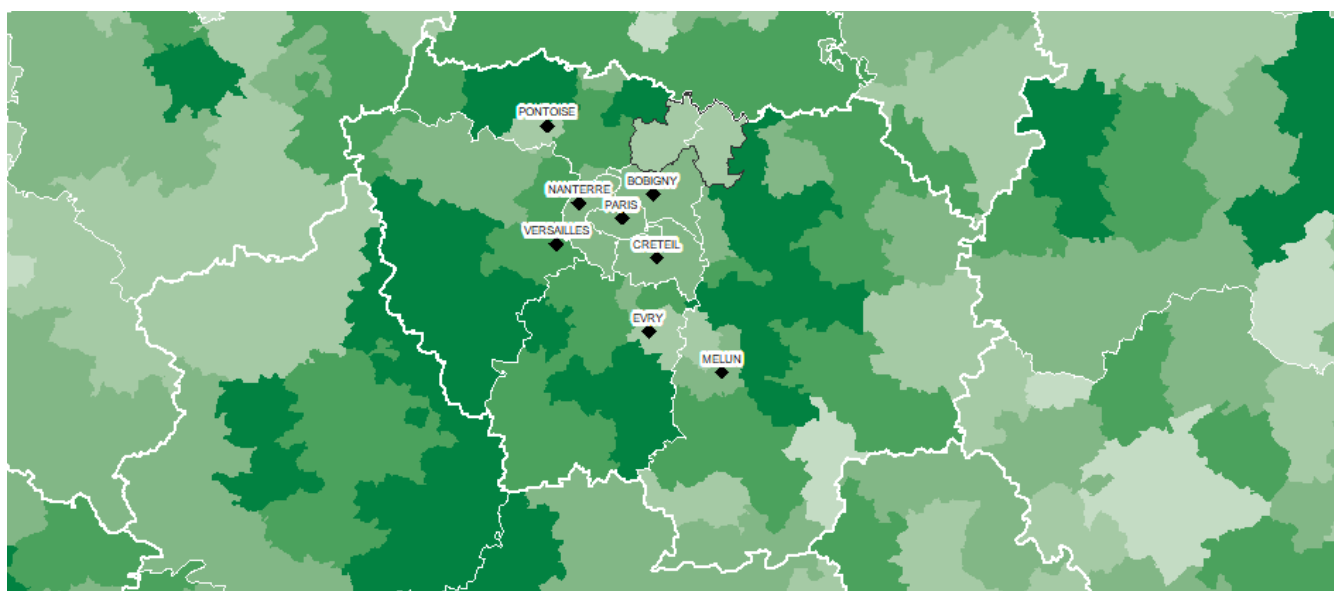 PONTOISE
BOBIGNY
NANTERRE
PARIS
VERSAILLES
CRETEIL
EVRY
MELUN